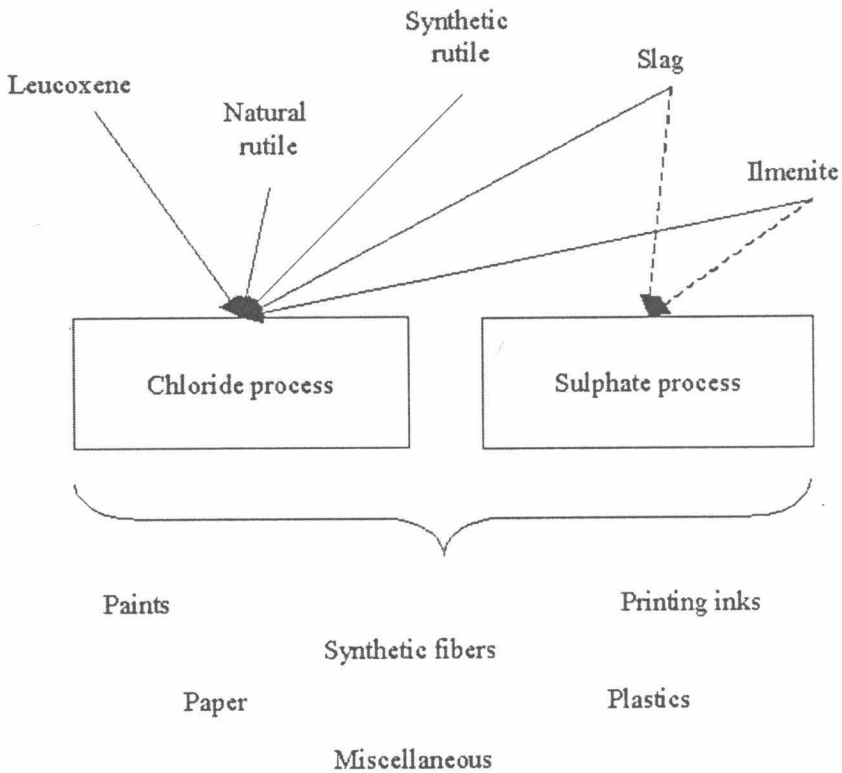 Synthetic
rutile
Slag
Leucoxene
Natural
rutile
Ilmenite
Chloride process
Sulphate process
Paints
Printing inks
Synthetic fibers
Paper
Plastics
Miscellaneous